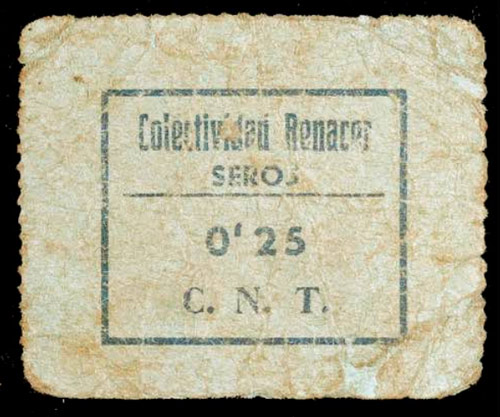 Colectividad Renacer
SEROS
0'25
C. N. T.